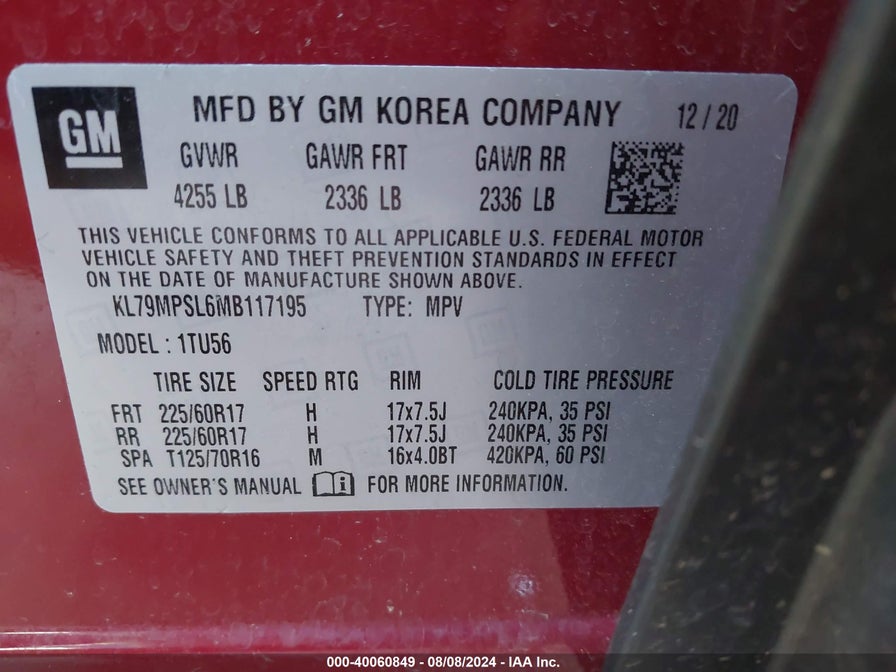 GM
MFD BY GM KOREA COMPANY 12/20
GVWR GAWR FRT GAWR RR
4255 LB 2336 LB 2336 LB
THIS VEHICLE CONFORMS TO ALL APPLICABLE U.S. FEDERAL MOTOR
VEHICLE SAFETY AND THEFT PREVENTION STANDARDS IN EFFECT
ON THE DATE OF MANUFACTURE SHOWN ABOVE.
KL79MPSL6MB117195 TYPE: MPV
MODEL : 1TU56
TIRE SIZE SPEED RTG RIM COLD TIRE PRESSURE
FRT 225/60R17 H 17x7.5J 240KPA, 35 PSI
RR 225/60R17 H 17x7.5J 240KPA, 35 PSI
SPA T125/70R16 M 16x4.0BT 420KPA, 60 PSI
SEE OWNER'S MANUAL i FOR MORE INFORMATION.
000-40060849 - 08/08/2024 - IAA Inc.